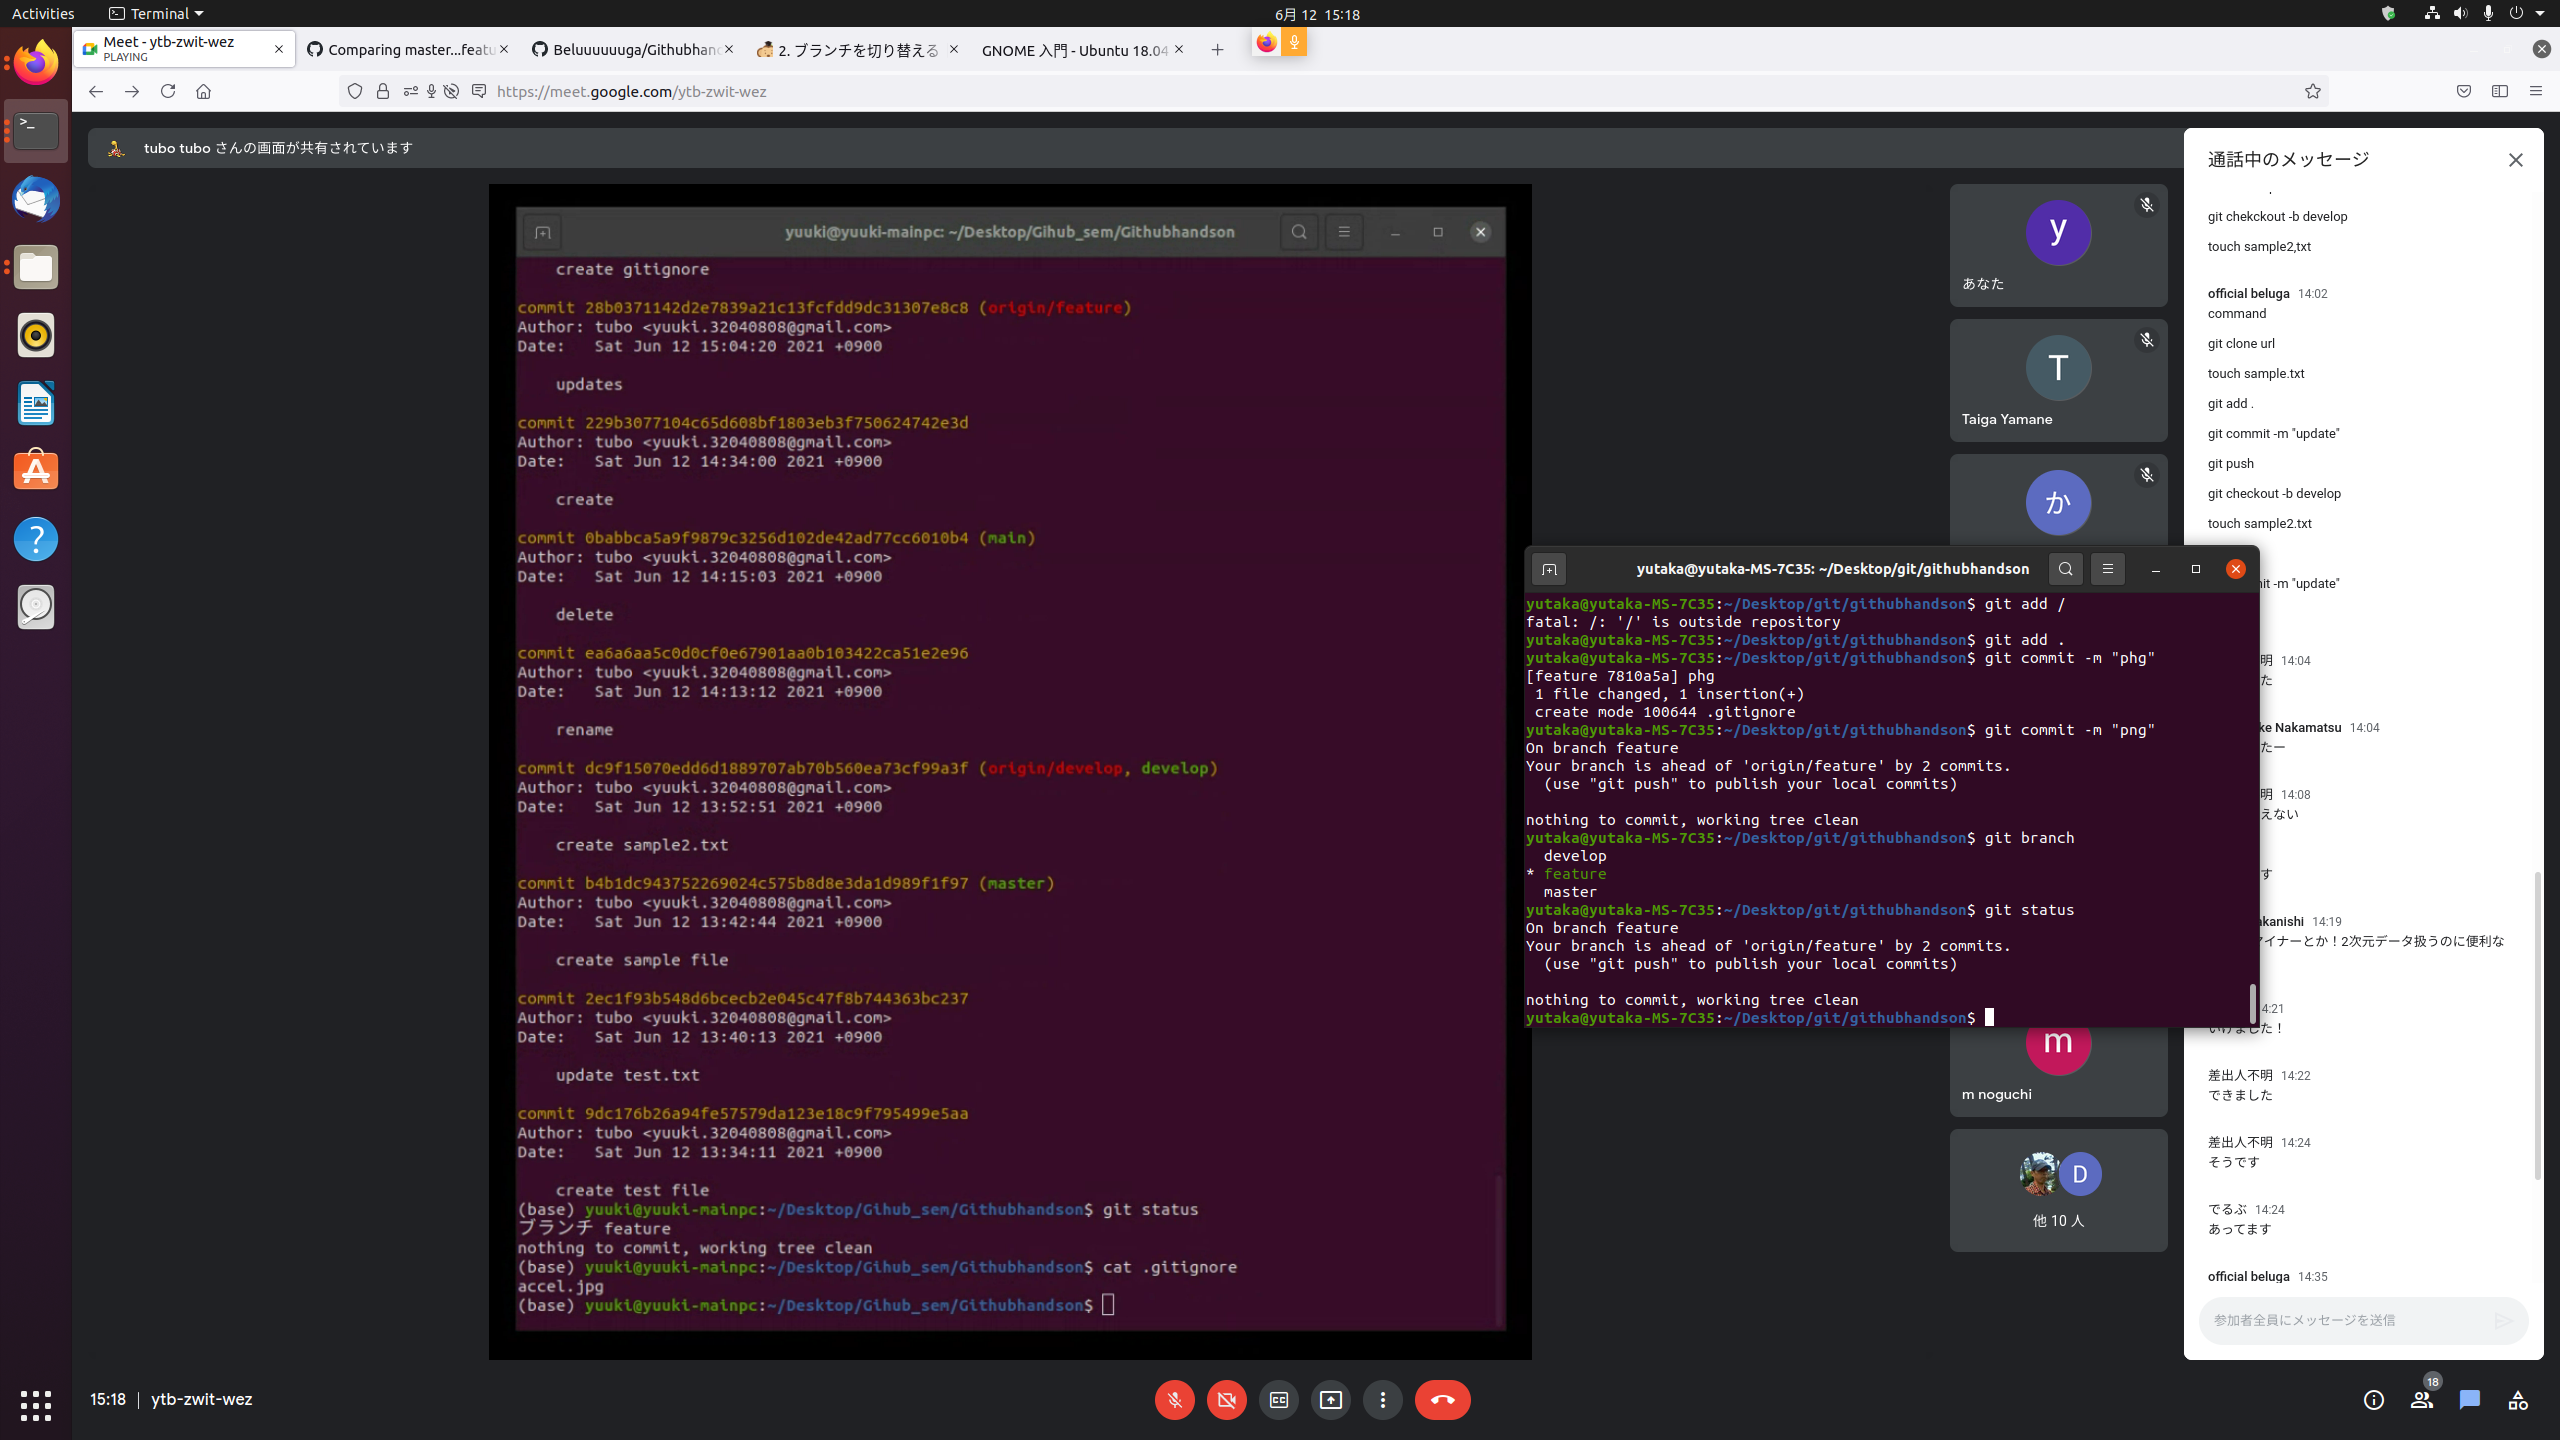 Activities
Terminal
6月 12 15:18
Meet - ytb-zwit-wez
PLAYING
Comparing master...featu
Beluuuuuuga/Githubhand
2. ブランチを切り替える
GNOME 入門 - Ubuntu 18.04
https://meet.google.com/ytb-zwit-wez
tubo tubo さんの画面が共有されています
yuuki@yuuki-mainpc: ~/Desktop/Gihub_sem/Githubhandson
create gitignore
commit 28b0371142d2e7839a21c13fcfdd9dc31307e8c8 (origin/feature)
Author: tubo <yuuki.32040808@gmail.com>
Date:   Sat Jun 12 15:04:20 2021 +0900
updates
commit 229b3077104c65d608bf1803eb3f750624742e3d
Author: tubo <yuuki.32040808@gmail.com>
Date:   Sat Jun 12 14:34:00 2021 +0900
create
commit 0babbca5a9f9879c3256d102de42ad77cc6010b4 (main)
Author: tubo <yuuki.32040808@gmail.com>
Date:   Sat Jun 12 14:15:03 2021 +0900
delete
commit ea6a6aa5c0d0cf0e67901aa0b103422ca51e2e96
Author: tubo <yuuki.32040808@gmail.com>
Date:   Sat Jun 12 14:13:12 2021 +0900
rename
commit dc9f15070edd6d1889707ab70b560ea73cf99a3f (origin/develop, develop)
Author: tubo <yuuki.32040808@gmail.com>
Date:   Sat Jun 12 13:52:51 2021 +0900
create sample2.txt
commit b4b1dc943752269024c575b8d8e3da1d989f1f97 (master)
Author: tubo <yuuki.32040808@gmail.com>
Date:   Sat Jun 12 13:42:44 2021 +0900
create sample file
commit 2ec1f93b548d6bcecb2e045c47f8b744363bc237
Author: tubo <yuuki.32040808@gmail.com>
Date:   Sat Jun 12 13:40:13 2021 +0900
update test.txt
commit 9dc176b26a94fe57579da123e18c9f795499e5aa
Author: tubo <yuuki.32040808@gmail.com>
Date:   Sat Jun 12 13:34:11 2021 +0900
create test file
(base) yuuki@yuuki-mainpc:~/Desktop/Gihub_sem/Githubhandson$ git status
ブランチ feature
nothing to commit, working tree clean
(base) yuuki@yuuki-mainpc:~/Desktop/Gihub_sem/Githubhandson$ cat .gitignore
accel.jpg
(base) yuuki@yuuki-mainpc:~/Desktop/Gihub_sem/Githubhandson$
y
あなた
T
Taiga Yamane
か
yutaka@yutaka-MS-7C35: ~/Desktop/git/githubhandson
yutaka@yutaka-MS-7C35:~/Desktop/git/githubhandson$ git add /
fatal: /: '/' is outside repository
yutaka@yutaka-MS-7C35:~/Desktop/git/githubhandson$ git add .
yutaka@yutaka-MS-7C35:~/Desktop/git/githubhandson$ git commit -m "phg"
[feature 7810a5a] phg
1 file changed, 1 insertion(+)
create mode 100644 .gitignore
yutaka@yutaka-MS-7C35:~/Desktop/git/githubhandson$ git commit -m "png"
On branch feature
Your branch is ahead of 'origin/feature' by 2 commits.
(use "git push" to publish your local commits)
nothing to commit, working tree clean
yutaka@yutaka-MS-7C35:~/Desktop/git/githubhandson$ git branch
develop
* feature
master
yutaka@yutaka-MS-7C35:~/Desktop/git/githubhandson$ git status
On branch feature
Your branch is ahead of 'origin/feature' by 2 commits.
(use "git push" to publish your local commits)
nothing to commit, working tree clean
yutaka@yutaka-MS-7C35:~/Desktop/git/githubhandson$
m
m noguchi
D
他 10 人
通話中のメッセージ
git chekckout -b develop
touch sample2,txt
official beluga 14:02
command
git clone url
touch sample.txt
git add .
git commit -m "update"
git push
git checkout -b develop
touch sample2.txt
it -m "update"
明 14:04
た
ke Nakamatsu 14:04
たー
明 14:08
えない
す
akanishi 14:19
アイナーとか！2次元データ扱うのに便利な
4:21
いけました！
差出人不明 14:22
できました
差出人不明 14:24
そうです
でるぶ 14:24
あってます
official beluga 14:35
参加者全員にメッセージを送信
15:18 | ytb-zwit-wez
18